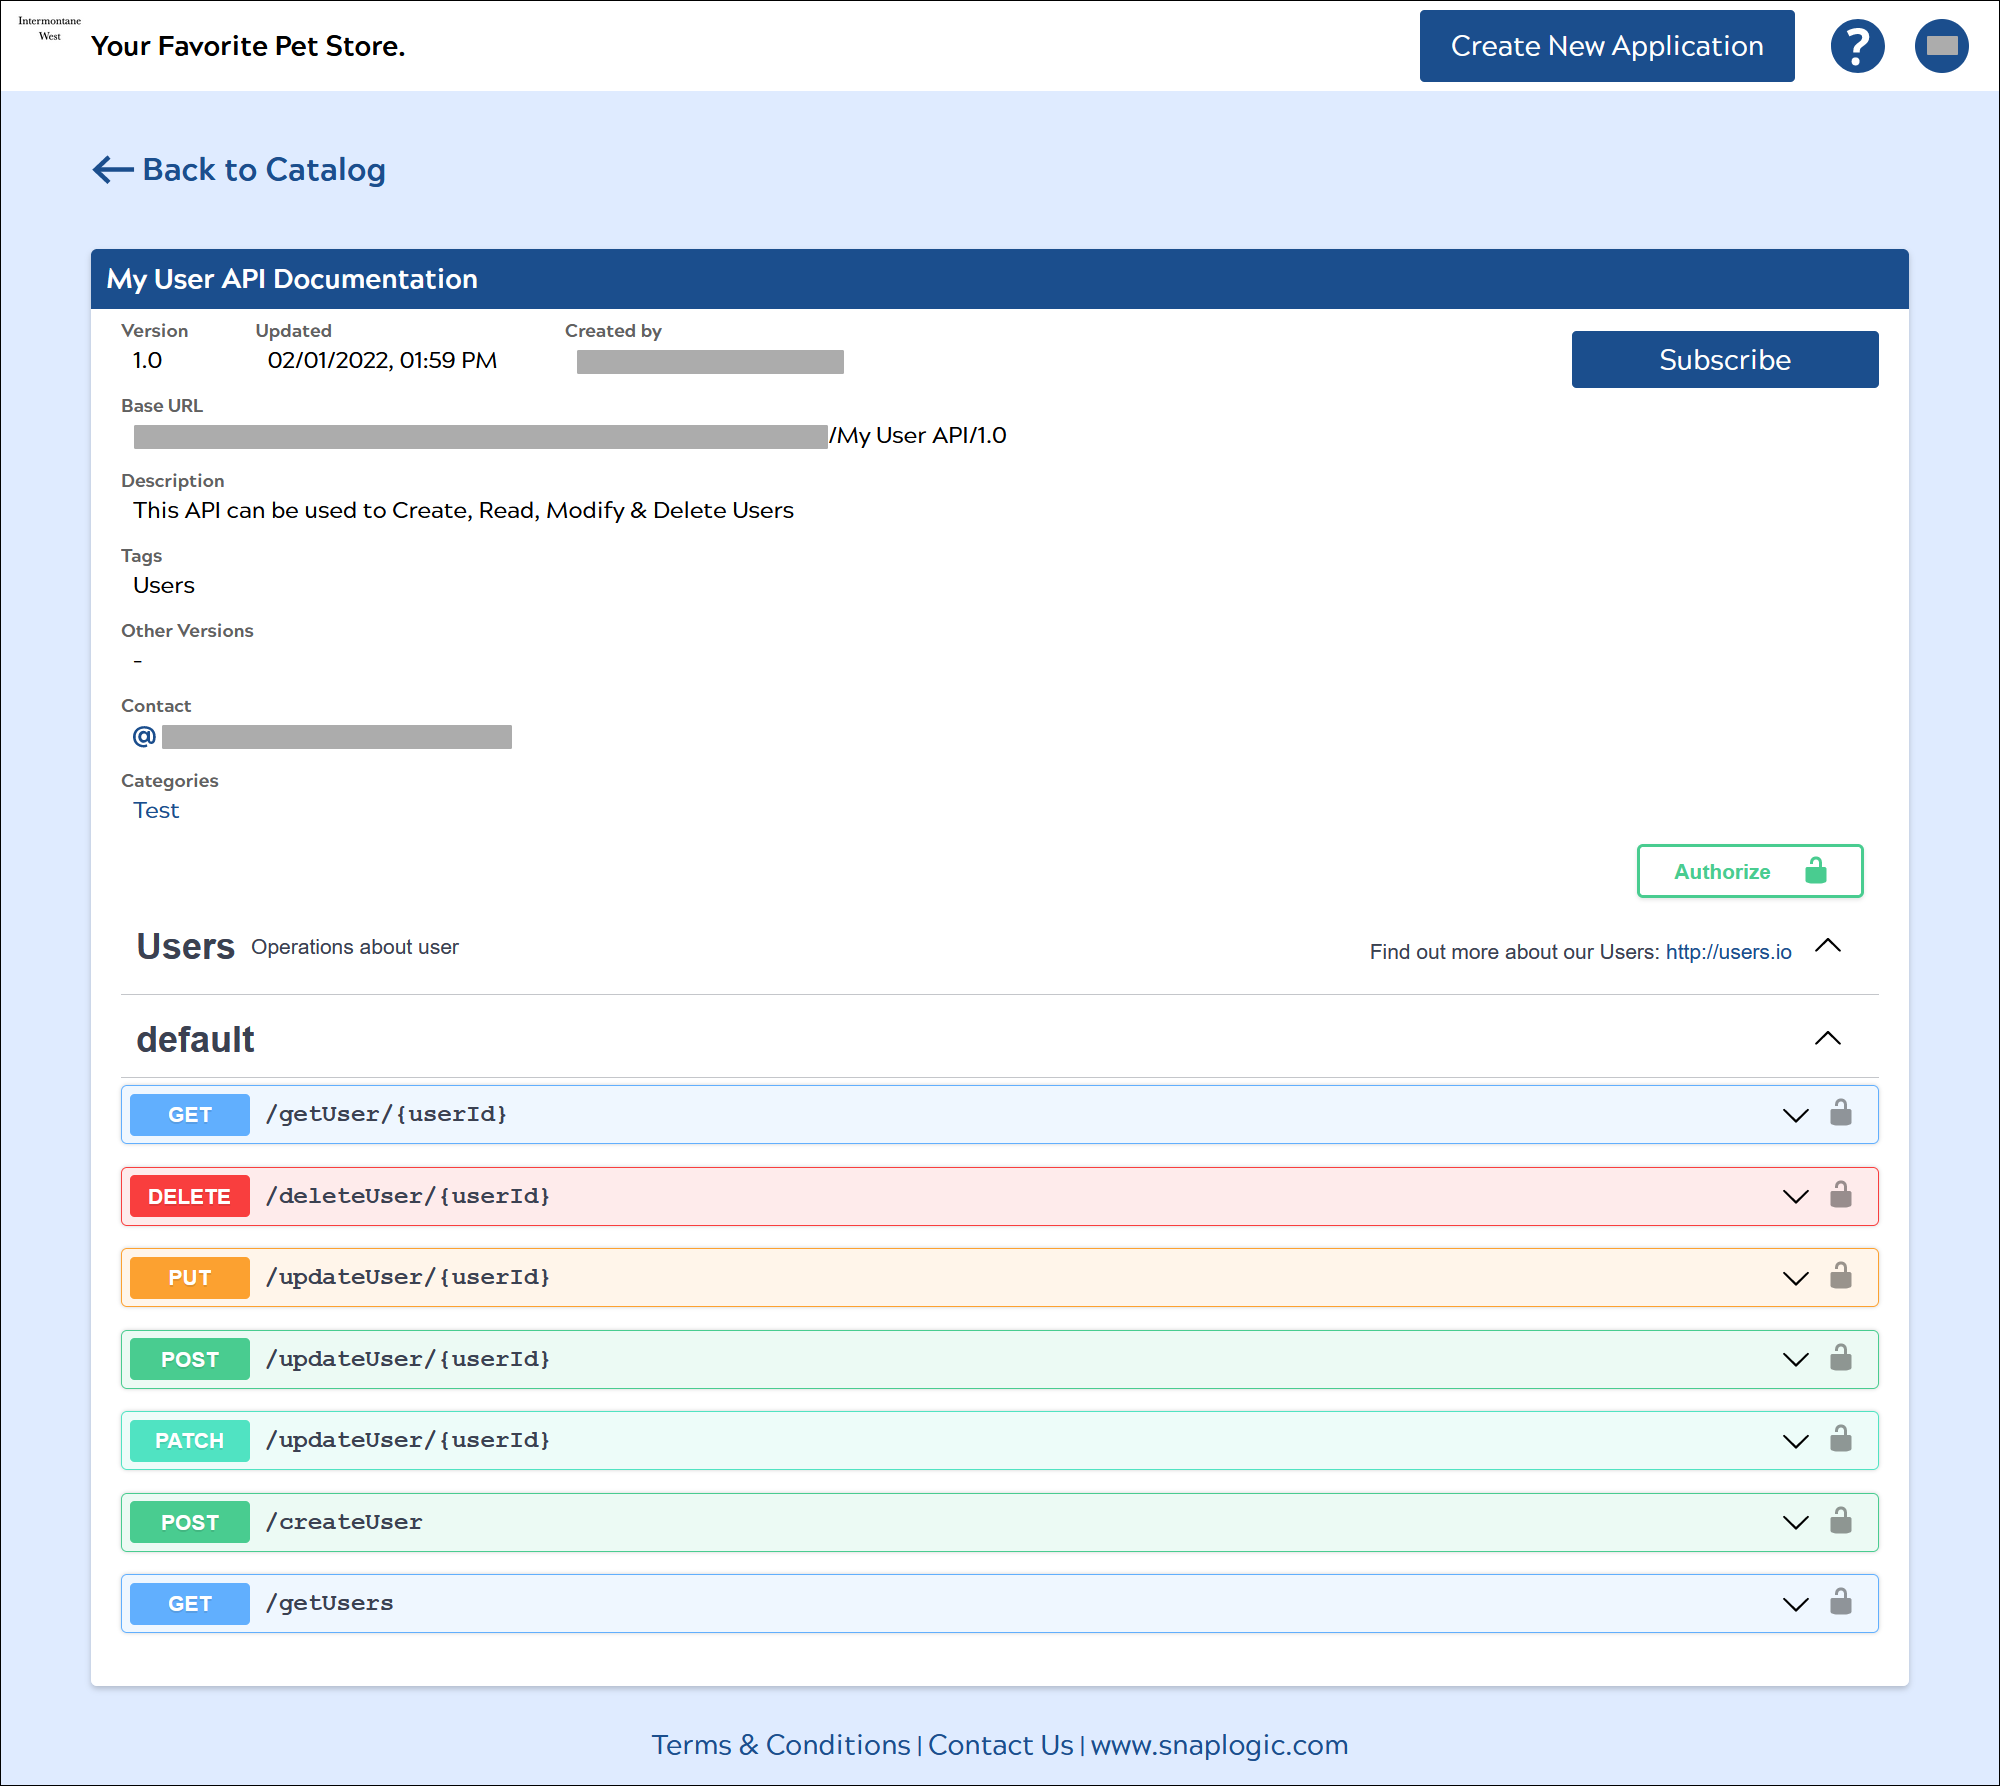 Intermontane
West
Your Favorite Pet Store.
Create New Application
?
Back to Catalog
My User API Documentation
Version Updated Created by
1.0 02/01/2022, 01:59 PM
Subscribe
Base URL
/My User API/1.0
Description
This API can be used to Create, Read, Modify & Delete Users
Tags
Users
Other Versions
-
Contact
@
Categories
Test
Authorize
Users Operations about user Find out more about our Users: http://users.io
default
GET /getUser/{userId}
DELETE /deleteUser/{userId}
PUT /updateUser/{userId}
POST /updateUser/{userId}
PATCH /updateUser/{userId}
POST /createUser
GET /getUsers
Terms & Conditions | Contact Us | www.snaplogic.com